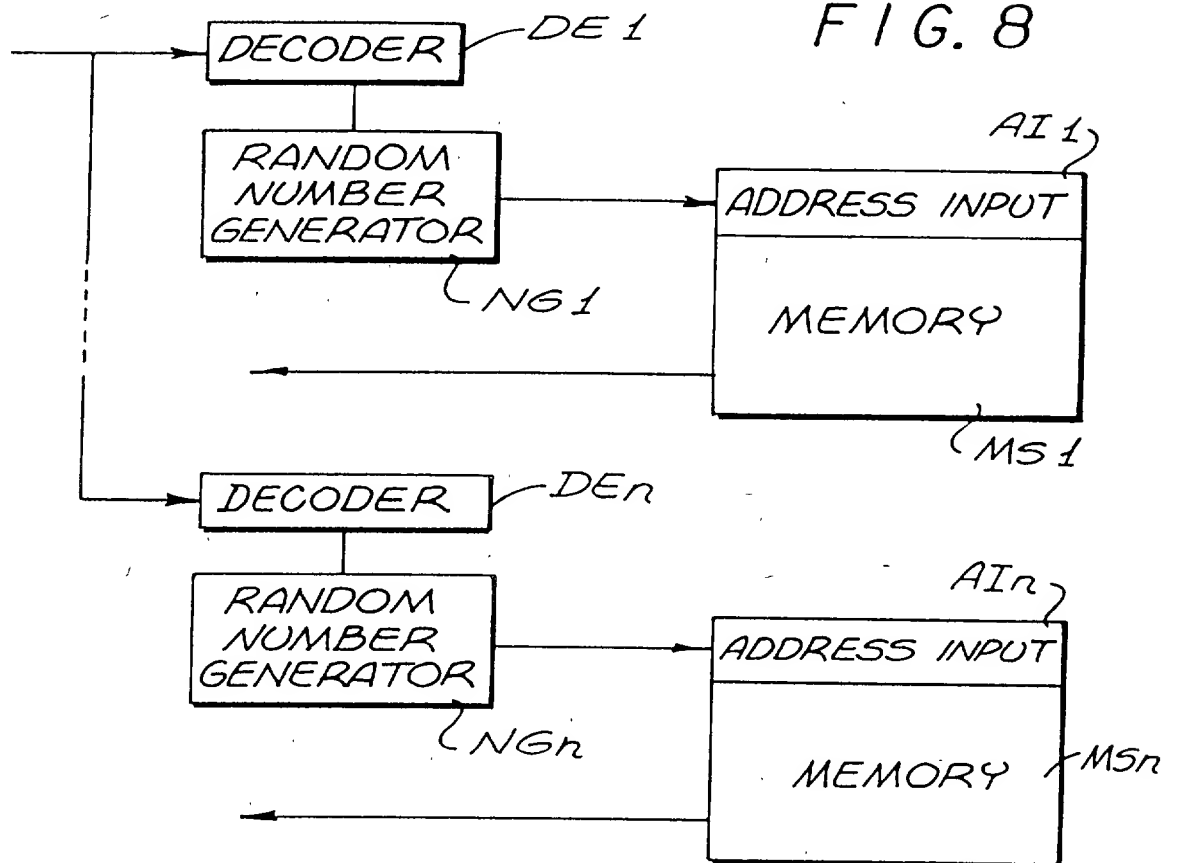 FIG. 8
DECODER
DE1
RANDOM
NUMBER
GENERATOR
NG1
AI1
ADDRESS INPUT
MEMORY
MS1
DECODER
DEn
RANDOM
NUMBER
GENERATOR
NGn
AIn
ADDRESS INPUT
MEMORY
MSn